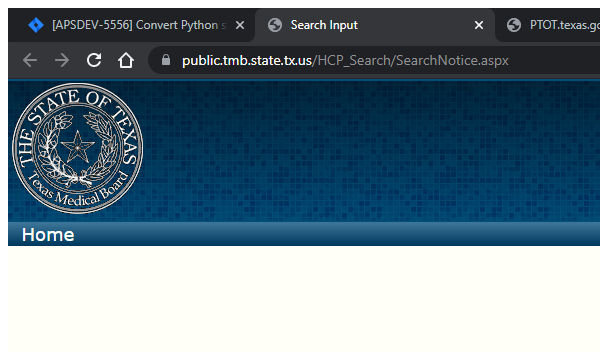 [APSDEV-5556] Convert Python s
Search Input
PTOT.texas.go
public.tmb.state.tx.us/HCP_Search/SearchNotice.aspx
THE STATE OF TEXAS
Texas Medical Board
Home